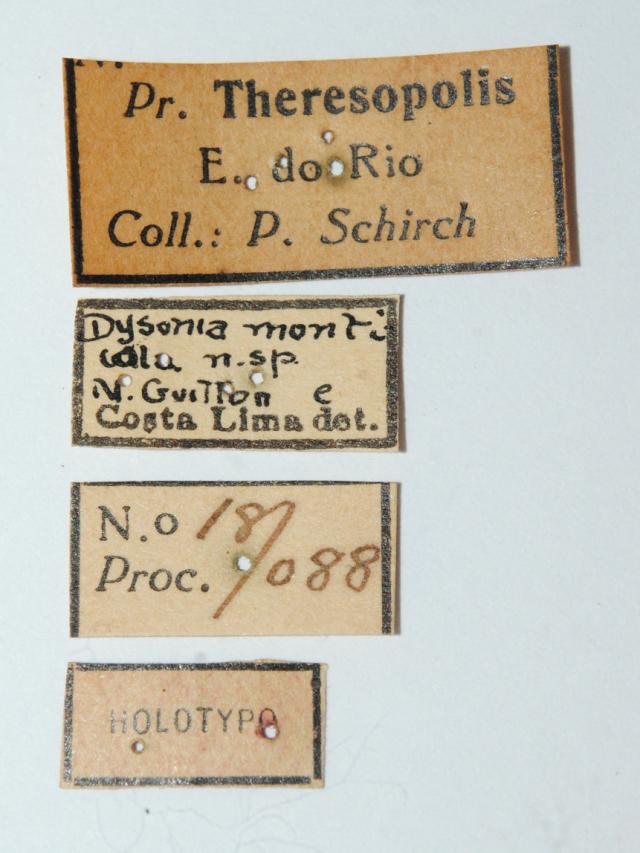 Pr. Theresopolis
E. do Rio
Coll.: P. Schirch
Dysonia monti
cola n.sp.
N. Guitton e
Costa Lima det.
N.o 18/088
Proc.
HOLOTYPO